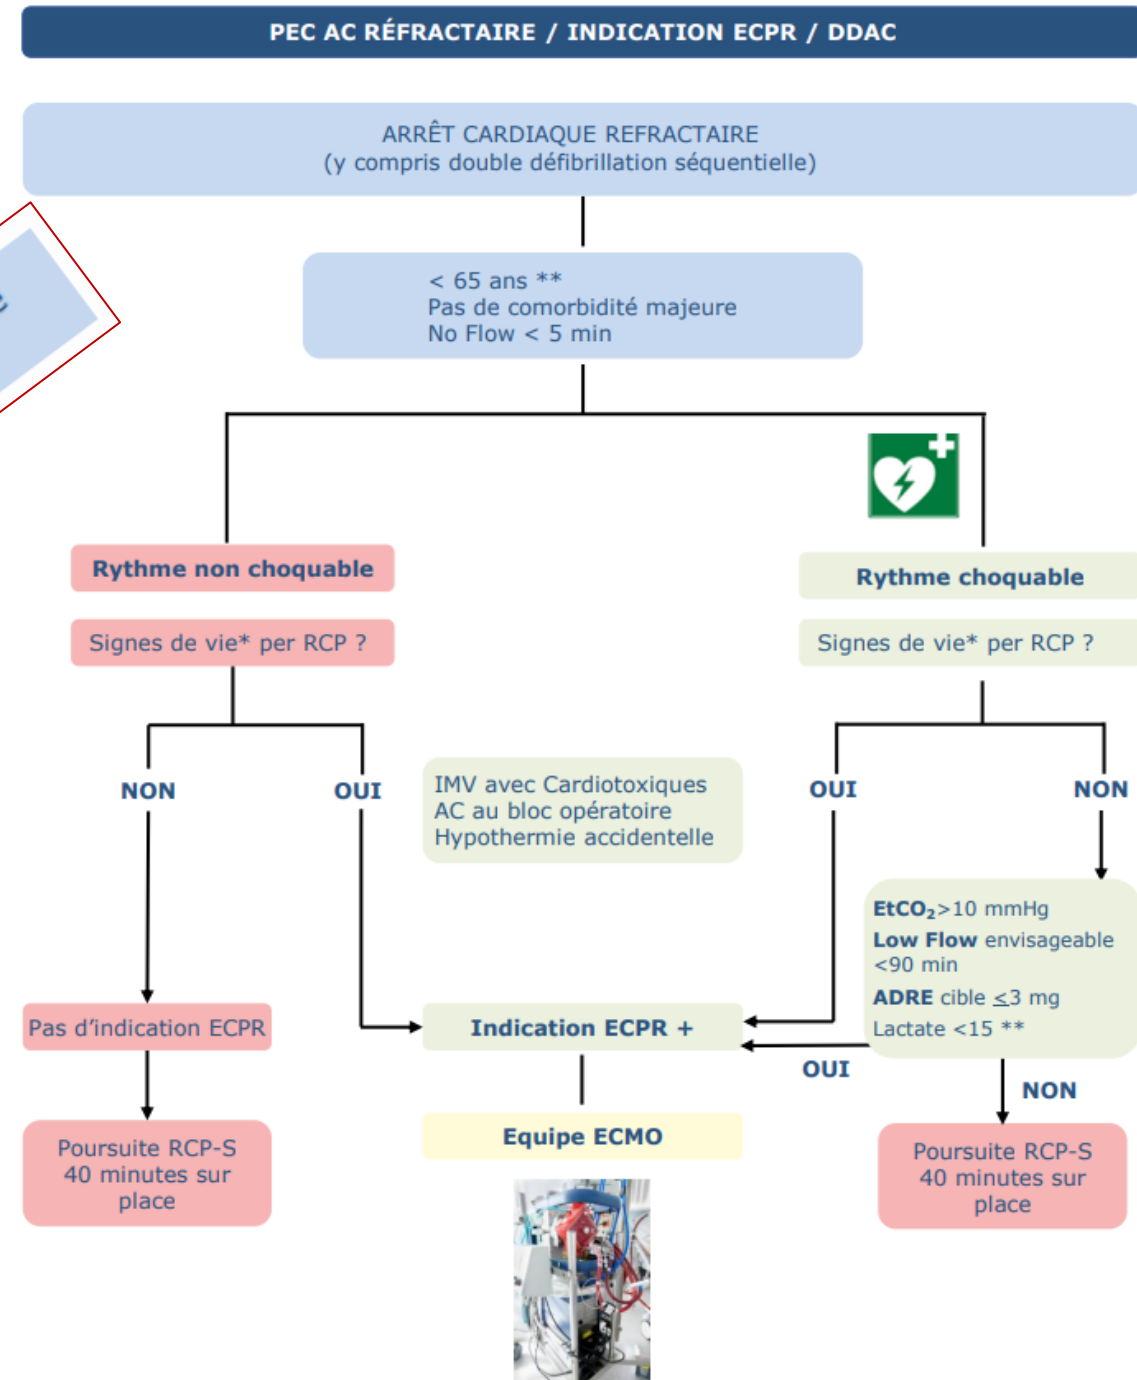 PEC AC RÉFRACTAIRE / INDICATION ECPR / DDAC
ARRÊT CARDIAQUE REFRACTAIRE
(y compris double défibrillation séquentielle)
< 65 ans **
Pas de comorbidité majeure
No Flow < 5 min
Rythme non choquable
Rythme choquable
Signes de vie* per RCP ?
Signes de vie* per RCP ?
NON
OUI
IMV avec Cardiotoxiques
AC au bloc opératoire
Hypothermie accidentelle
OUI
NON
EtCO₂>10 mmHg
Low Flow envisageable
<90 min
ADRE cible ≤3 mg
Lactate <15 **
Pas d’indication ECPR
Indication ECPR +
OUI
NON
Poursuite RCP-S
40 minutes sur
place
Equipe ECMO
Poursuite RCP-S
40 minutes sur
place